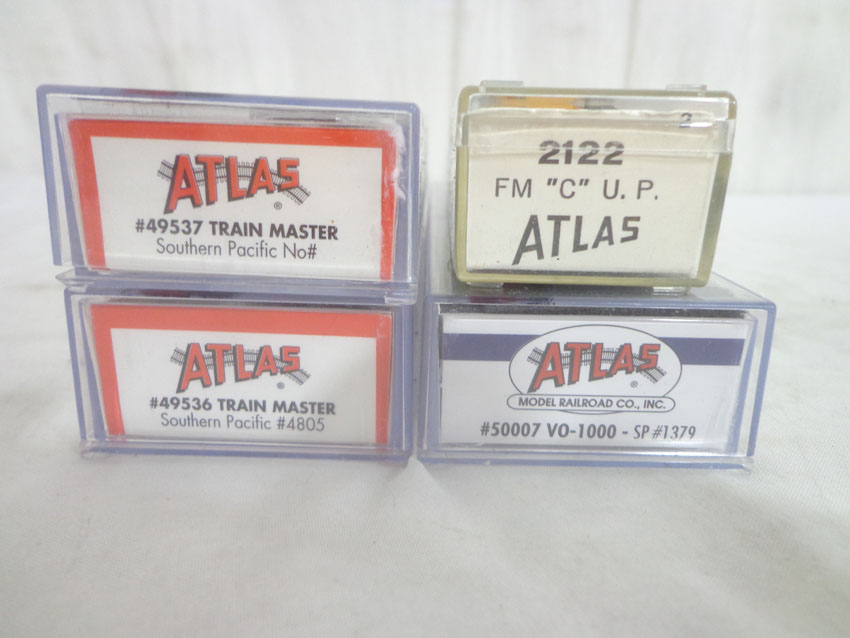 ATLAS
®
#49537 TRAIN MASTER
Southern Pacific No#
2
2122
FM "C" U. P.
ATLAS
ATLAS
®
#49536 TRAIN MASTER
Southern Pacific #4805
ATLAS
®
MODEL RAILROAD CO., INC.
#50007 VO-1000 - SP #1379